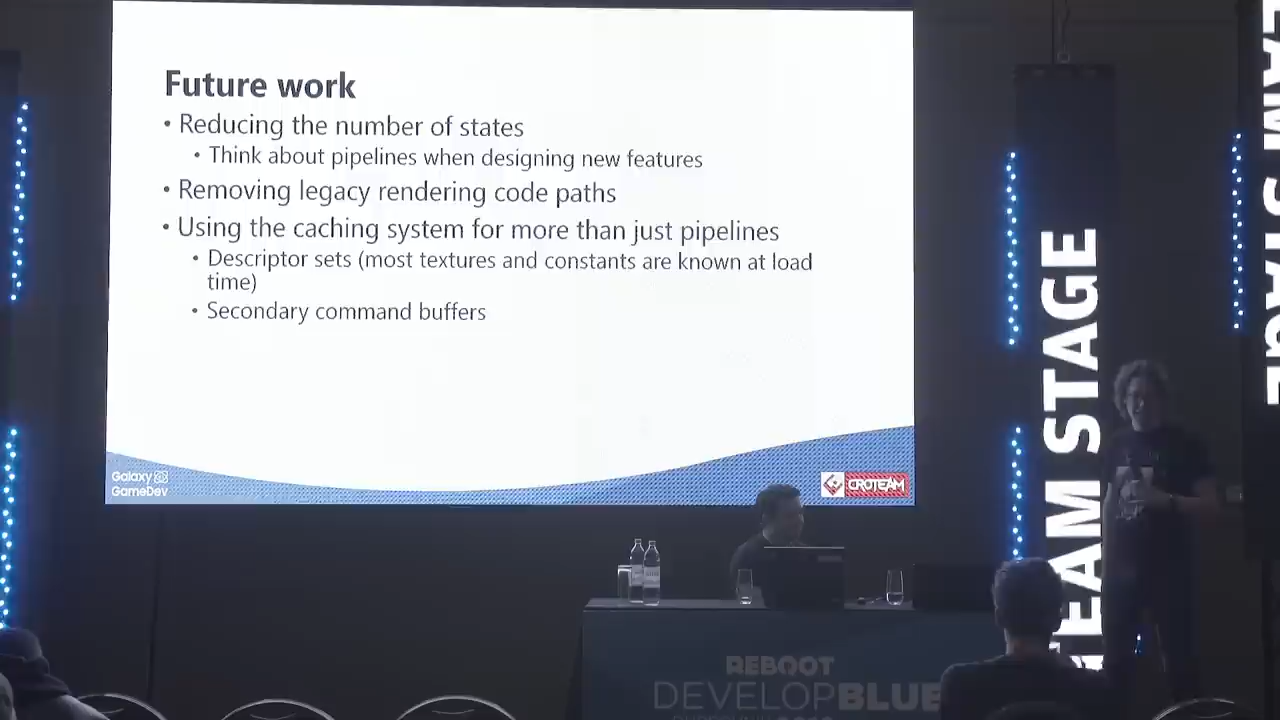 Future work
• Reducing the number of states
• Think about pipelines when designing new features
• Removing legacy rendering code paths
• Using the caching system for more than just pipelines
• Descriptor sets (most textures and constants are known at load
time)
• Secondary command buffers
Galaxy
GameDev
CROTEAM
EAM STAGE
REBOOT
DEVELOPBLUE